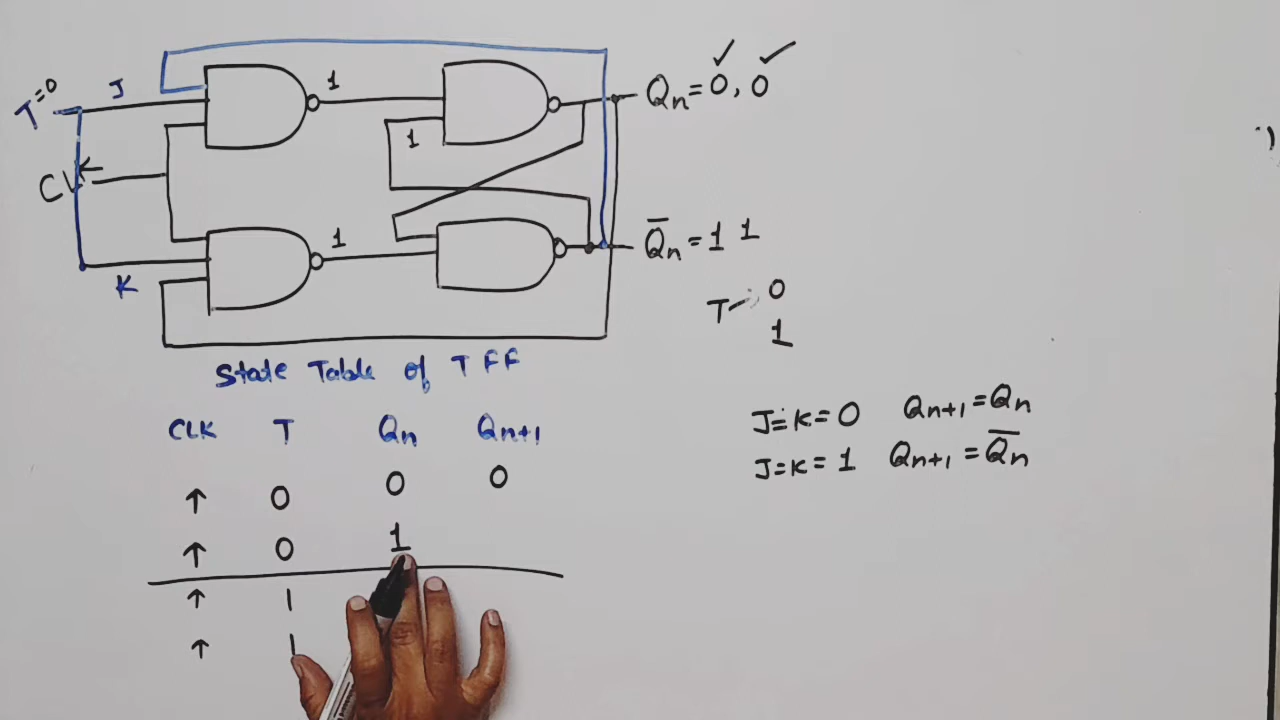 T=0 J 1 Qn = 0, 0
1
CL
1 Q̅n = 1 1
K
T 0
1
State Table of T FF
CLK T Qn Qn+1
↑ 0 0 0
↑ 0 1
↑ 1
↑ 1
J=K=0 Qn+1 = Qn
J=K=1 Qn+1 = Q̅n